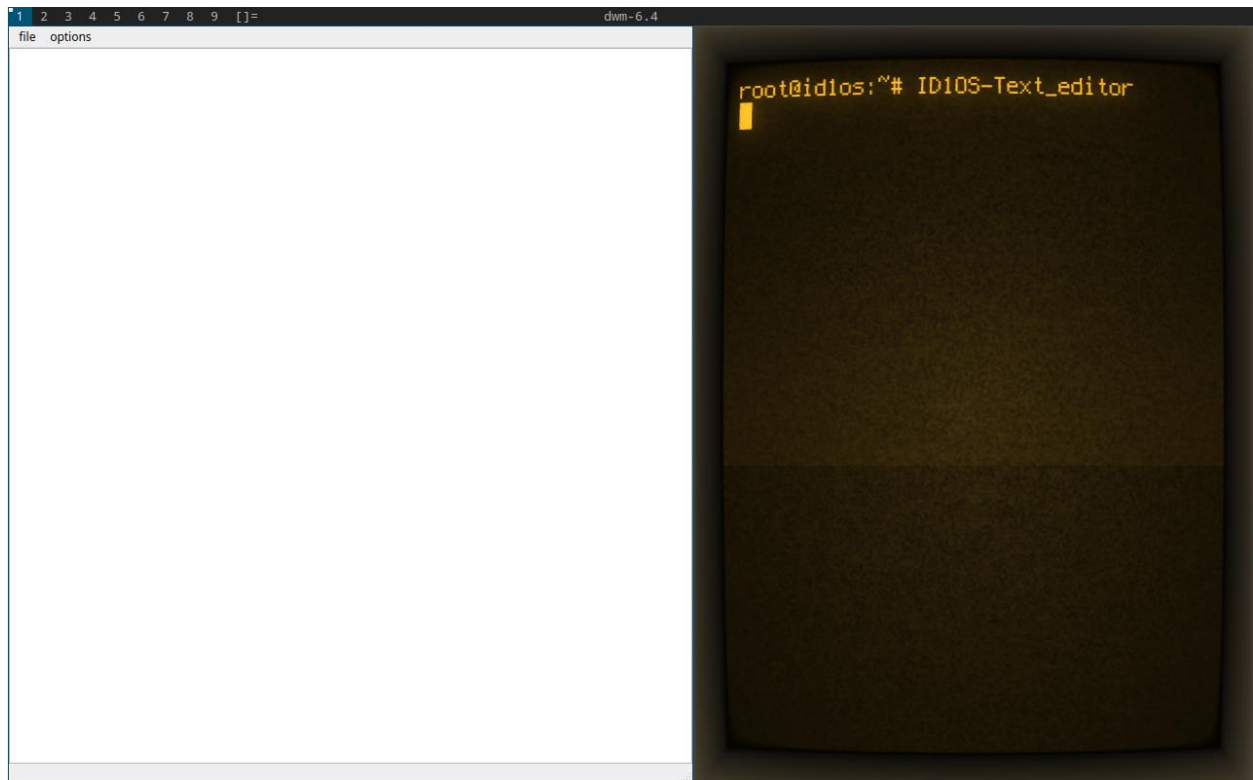 1 2 3 4 5 6 7 8 9 []= dwm-6.4
file options
root@id1os:~# ID1OS-Text_editor